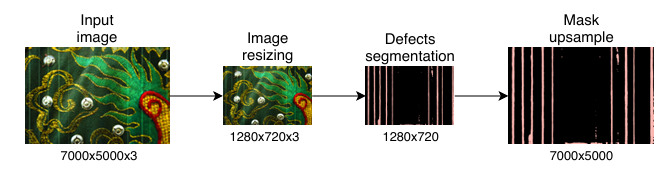 Input
image
Image
resizing
Defects
segmentation
Mask
upsample
7000x5000x3
1280x720x3
1280x720
7000x5000